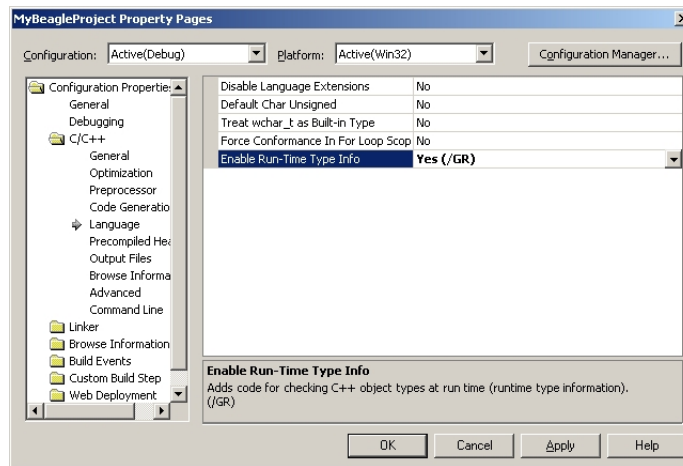 MyBeagleProject Property Pages
Configuration: Active(Debug) Platform: Active(Win32) Configuration Manager...
Configuration Propertie:
General
Debugging
C/C++
General
Optimization
Preprocessor
Code Generatio
Language
Precompiled Hea
Output Files
Browse Informa
Advanced
Command Line
Linker
Browse Information
Build Events
Custom Build Step
Web Deployment
Disable Language Extensions No
Default Char Unsigned No
Treat wchar_t as Built-in Type No
Force Conformance In For Loop Scop No
Enable Run-Time Type Info Yes (/GR)
Enable Run-Time Type Info
Adds code for checking C++ object types at run time (runtime type information).
(/GR)
OK Cancel Apply Help